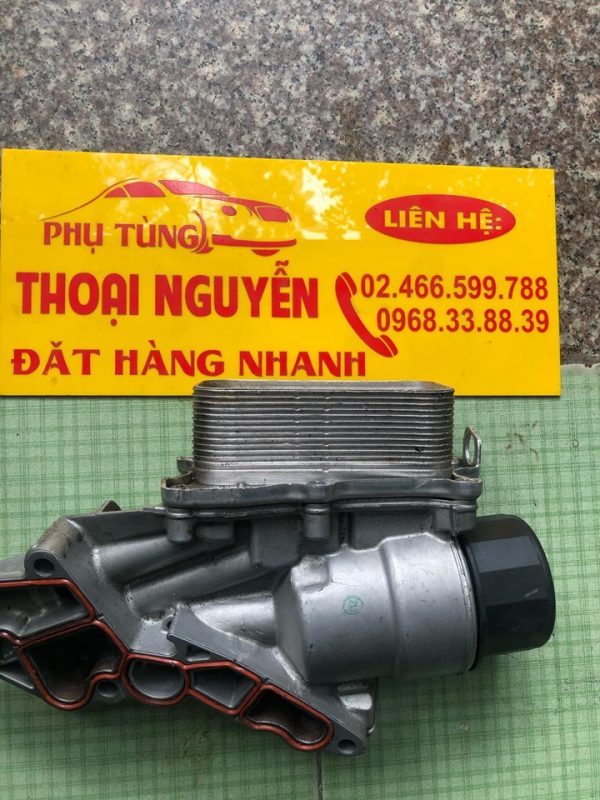 PHỤ TÙNG
LIÊN HỆ:
THOẠI NGUYỄN
02.466.599.788
0968.33.88.39
ĐẶT HÀNG NHANH